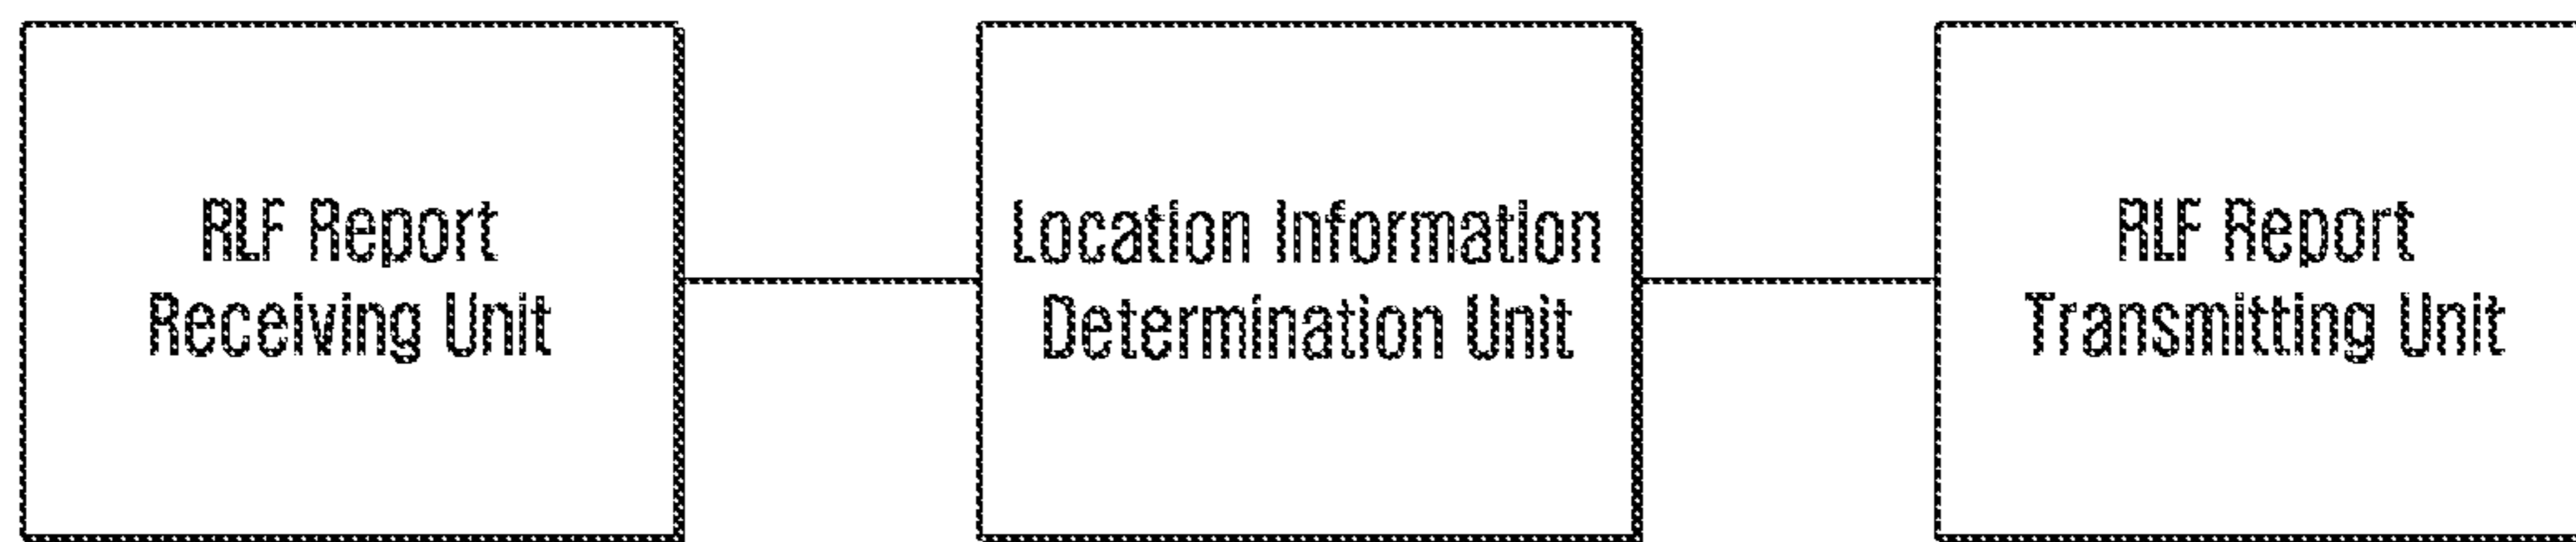 RLF Report
Receiving Unit
Location Information
Determination Unit
RLF Report
Transmitting Unit